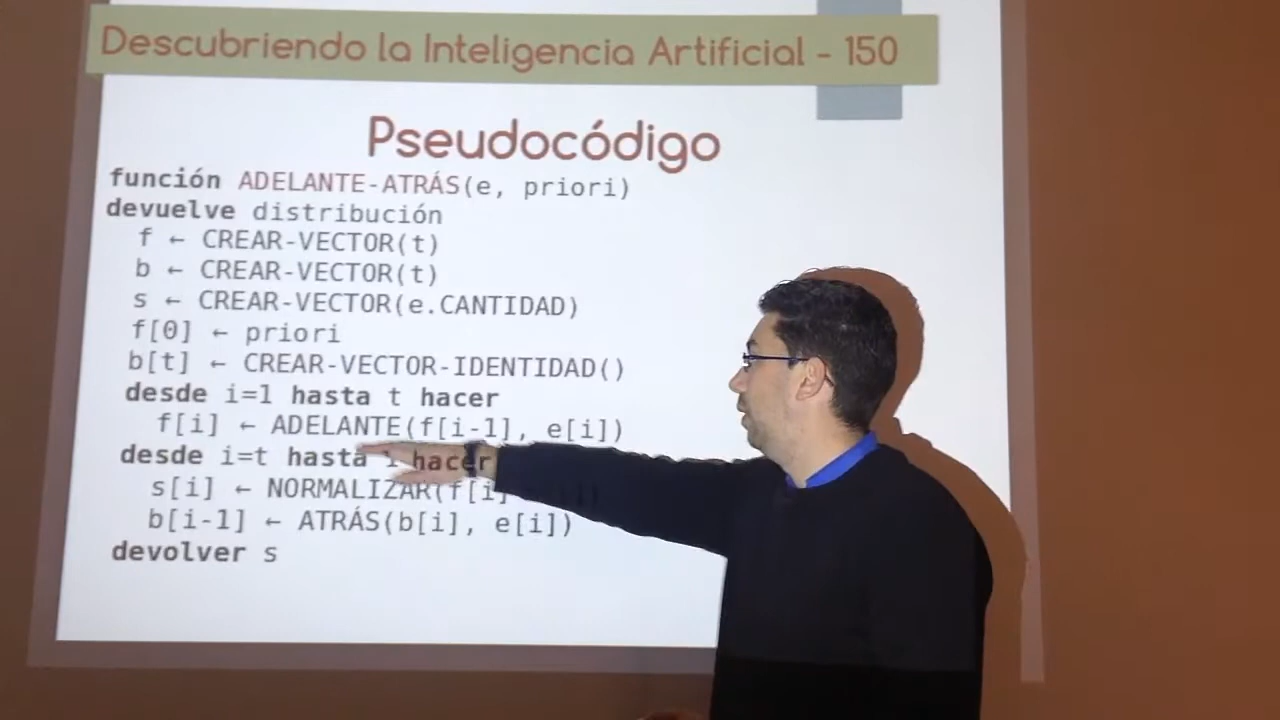 Descubriendo la Inteligencia Artificial - 150
Pseudocódigo
función ADELANTE-ATRÁS(e, priori)
devuelve distribución
f ← CREAR-VECTOR(t)
b ← CREAR-VECTOR(t)
s ← CREAR-VECTOR(e.CANTIDAD)
f[0] ← priori
b[t] ← CREAR-VECTOR-IDENTIDAD()
desde i=1 hasta t hacer
f[i] ← ADELANTE(f[i-1], e[i])
desde i=t hasta hacer
s[i] ← NORMALIZAR(f[i]
b[i-1] ← ATRÁS(b[i], e[i])
devolver s